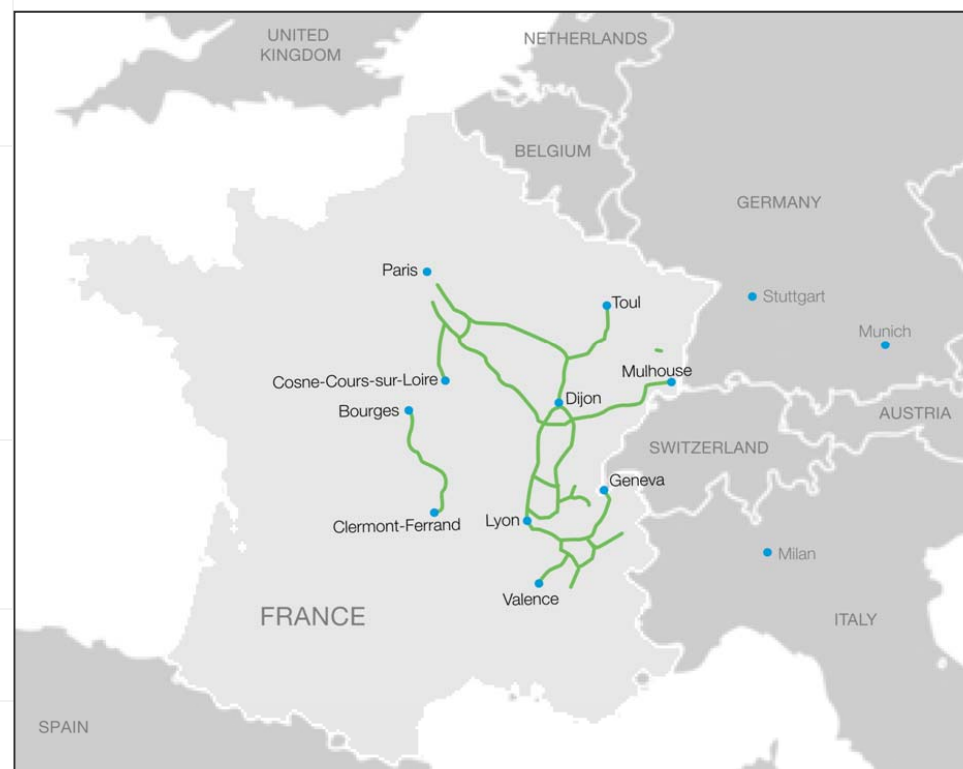 UNITED
KINGDOM
NETHERLANDS
BELGIUM
GERMANY
Paris
Toul
Stuttgart
Munich
Mulhouse
Cosne-Cours-sur-Loire
Dijon
Bourges
AUSTRIA
SWITZERLAND
Geneva
Lyon
Clermont-Ferrand
Milan
Valence
FRANCE
ITALY
SPAIN